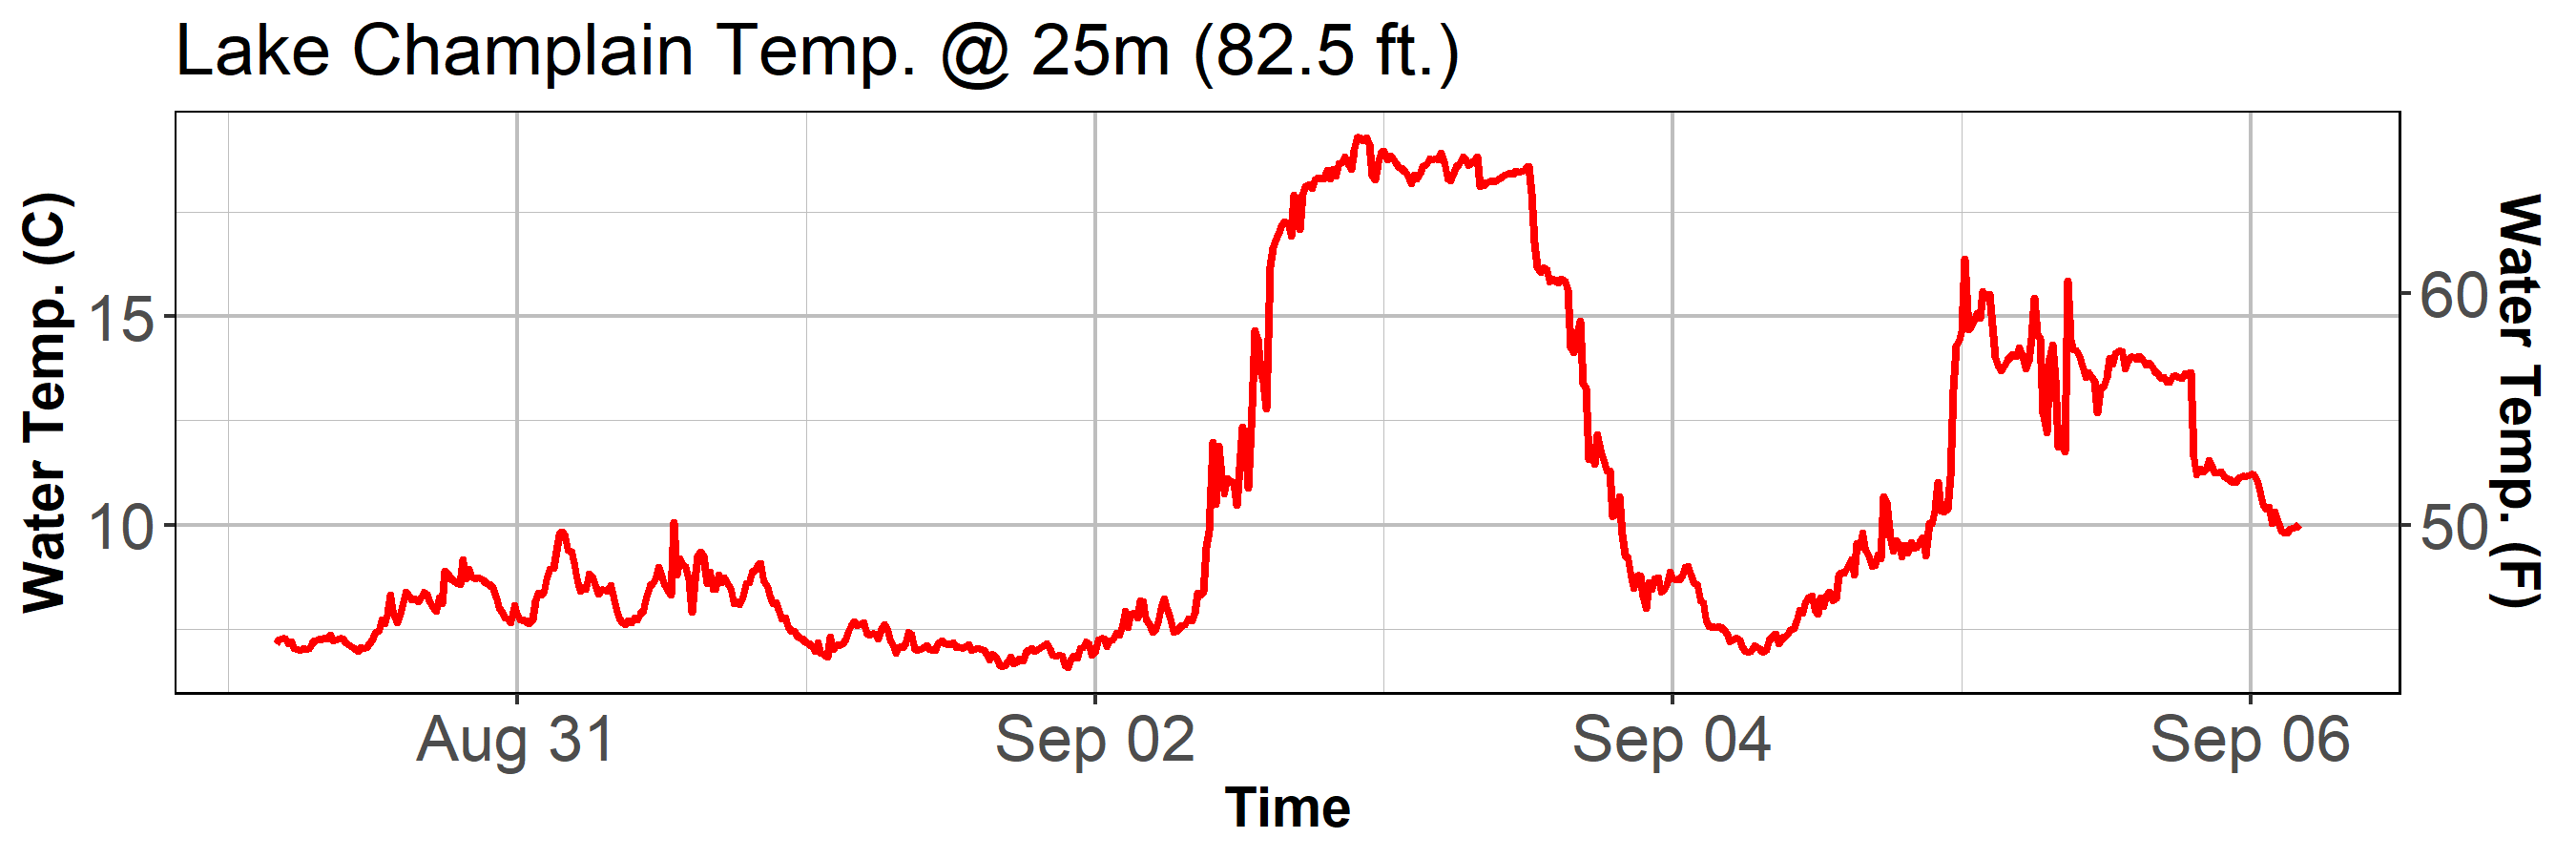 Lake Champlain Temp. @ 25m (82.5 ft.)
Water Temp. (C)
15
10
60
50
Water Temp. (F)
Aug 31
Sep 02
Sep 04
Sep 06
Time